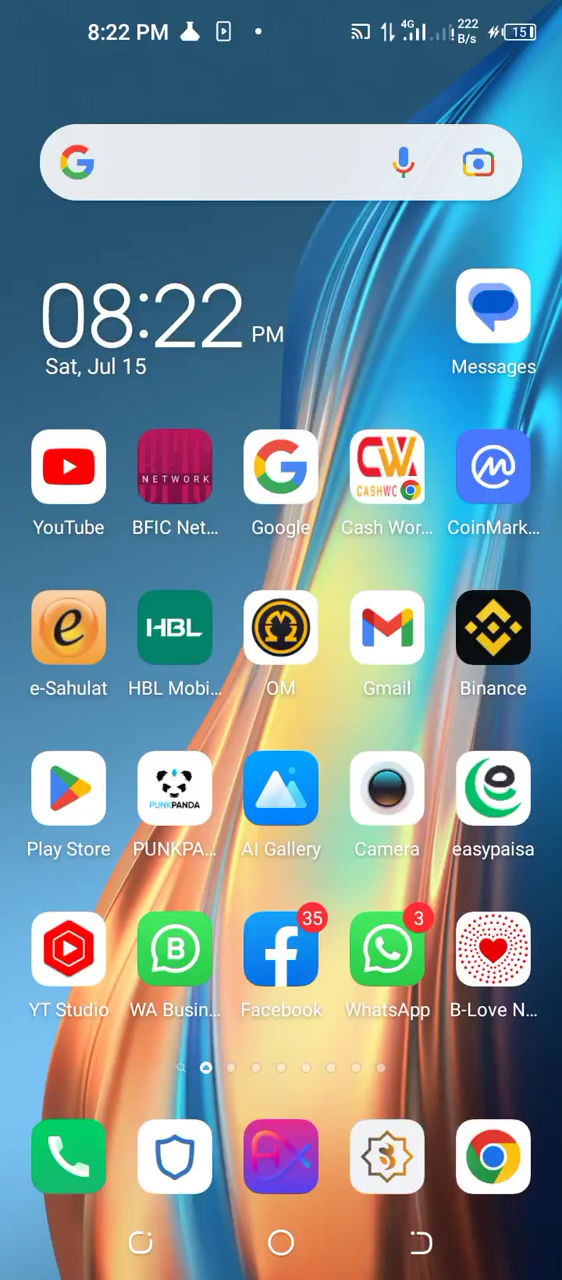 8:22 PM
4G
222
B/s
15
08:22 PM
Sat, Jul 15
Messages
NETWORK
CASHWC
YouTube
BFIC Net...
Google
Cash Wor...
CoinMark...
e
HBL
e-Sahulat
HBL Mobi...
OM
Gmail
Binance
PUNKPANDA
Play Store
PUNKPA...
AI Gallery
Camera
easypaisa
35
3
B
YT Studio
WA Busin...
Facebook
WhatsApp
B-Love N...
AX